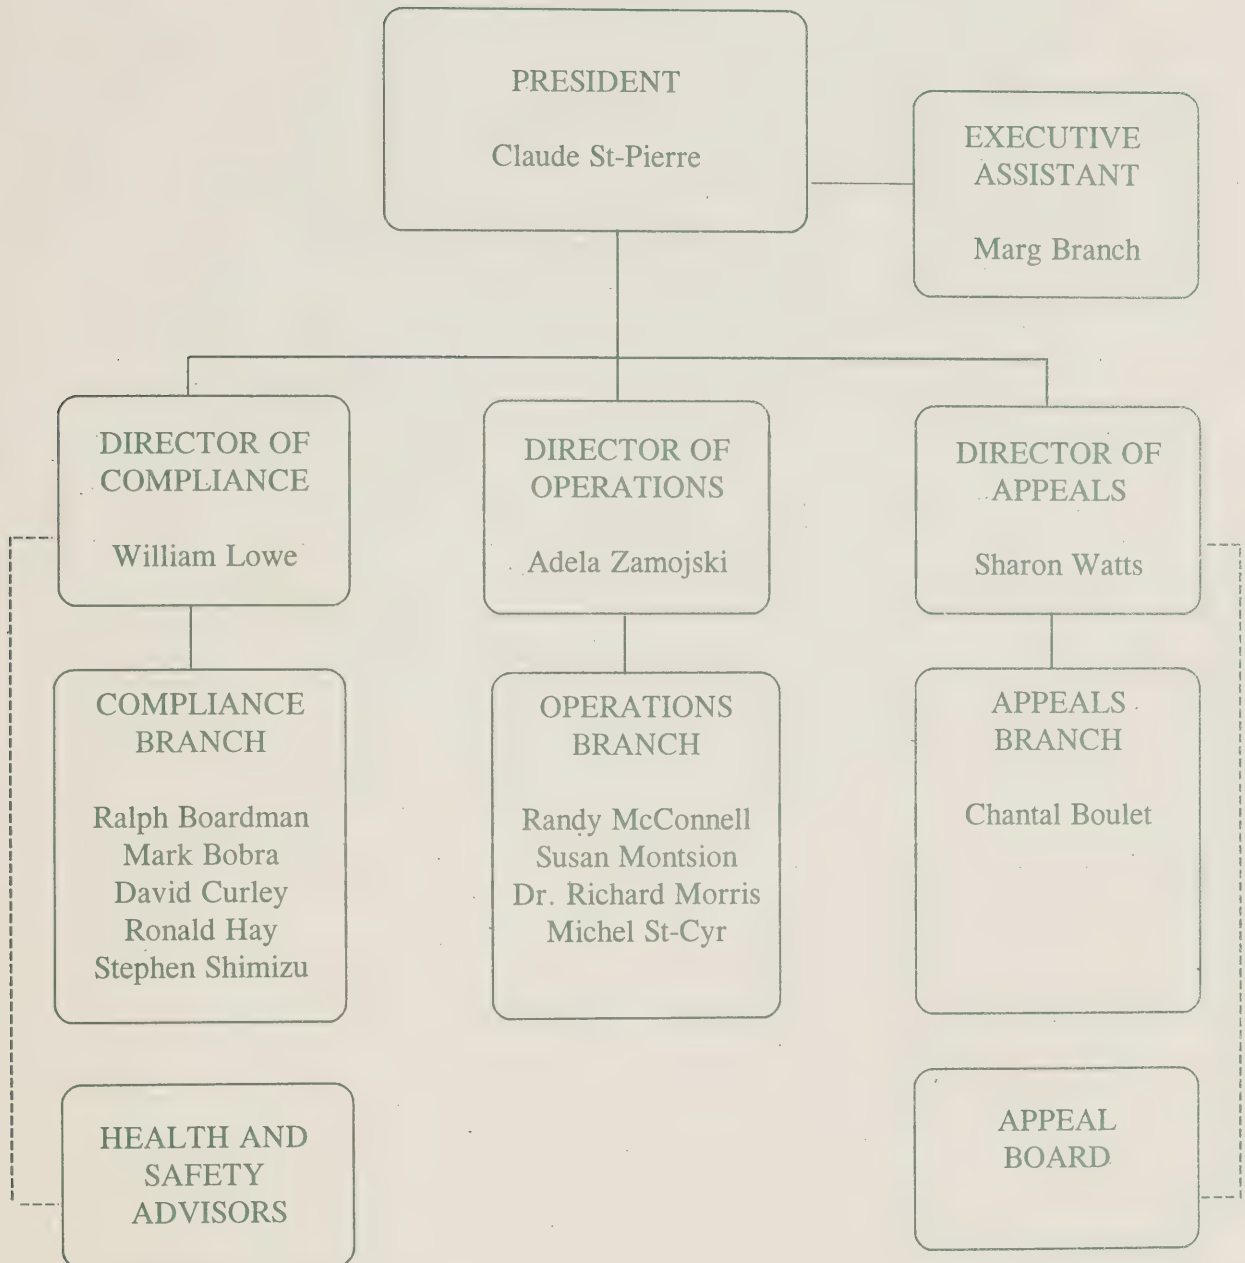 PRESIDENT
Claude St-Pierre
EXECUTIVE
ASSISTANT
Marg Branch
DIRECTOR OF
COMPLIANCE
William Lowe
DIRECTOR OF
OPERATIONS
Adela Zamojski
DIRECTOR OF
APPEALS
Sharon Watts
COMPLIANCE
BRANCH
Ralph Boardman
Mark Bobra
David Curley
Ronald Hay
Stephen Shimizu
OPERATIONS
BRANCH
Randy McConnell
Susan Montsion
Dr. Richard Morris
Michel St-Cyr
APPEALS
BRANCH
Chantal Boulet
HEALTH AND
SAFETY
ADVISORS
APPEAL
BOARD